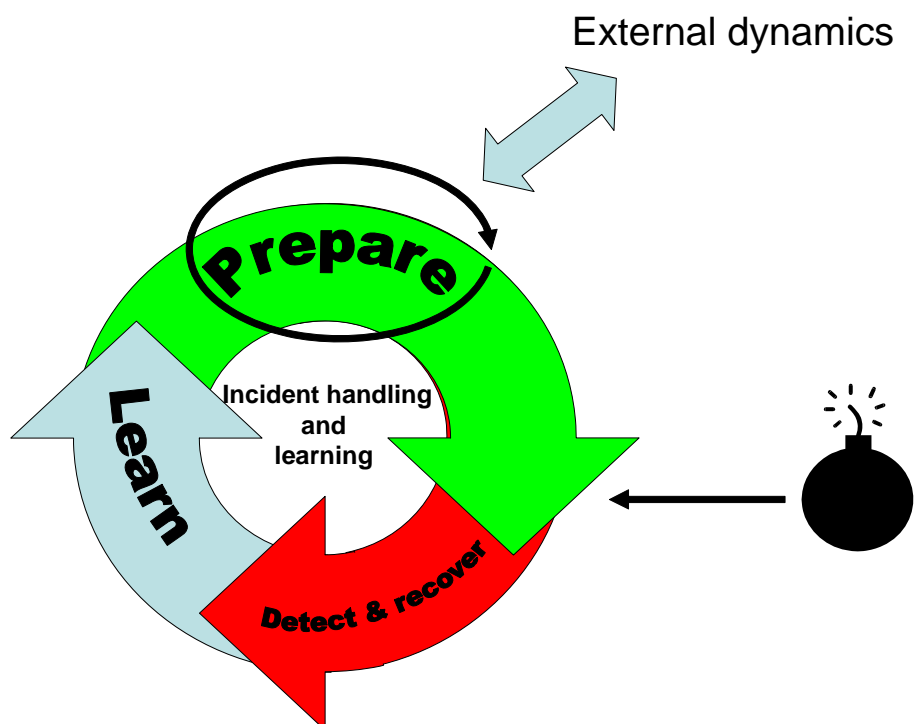 External dynamics
Prepare
Incident handling
and
learning
Learn
Detect & recover